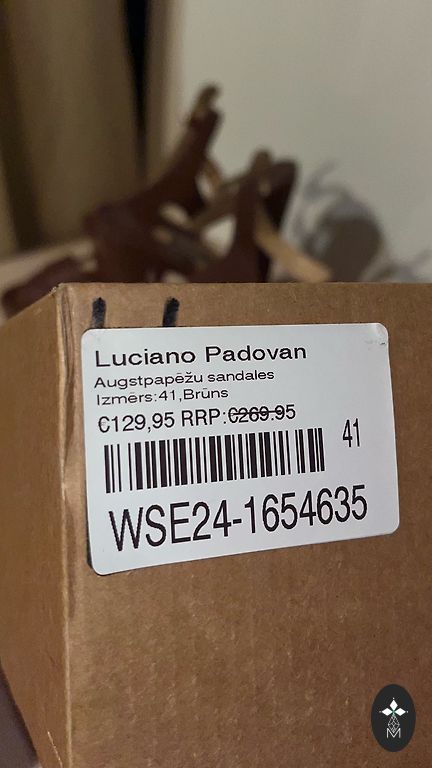 Luciano Padovan
Augstpapēžu sandales
Izmērs:41,Brūns
€129,95 RRP:€269.95
41
WSE24-1654635
M